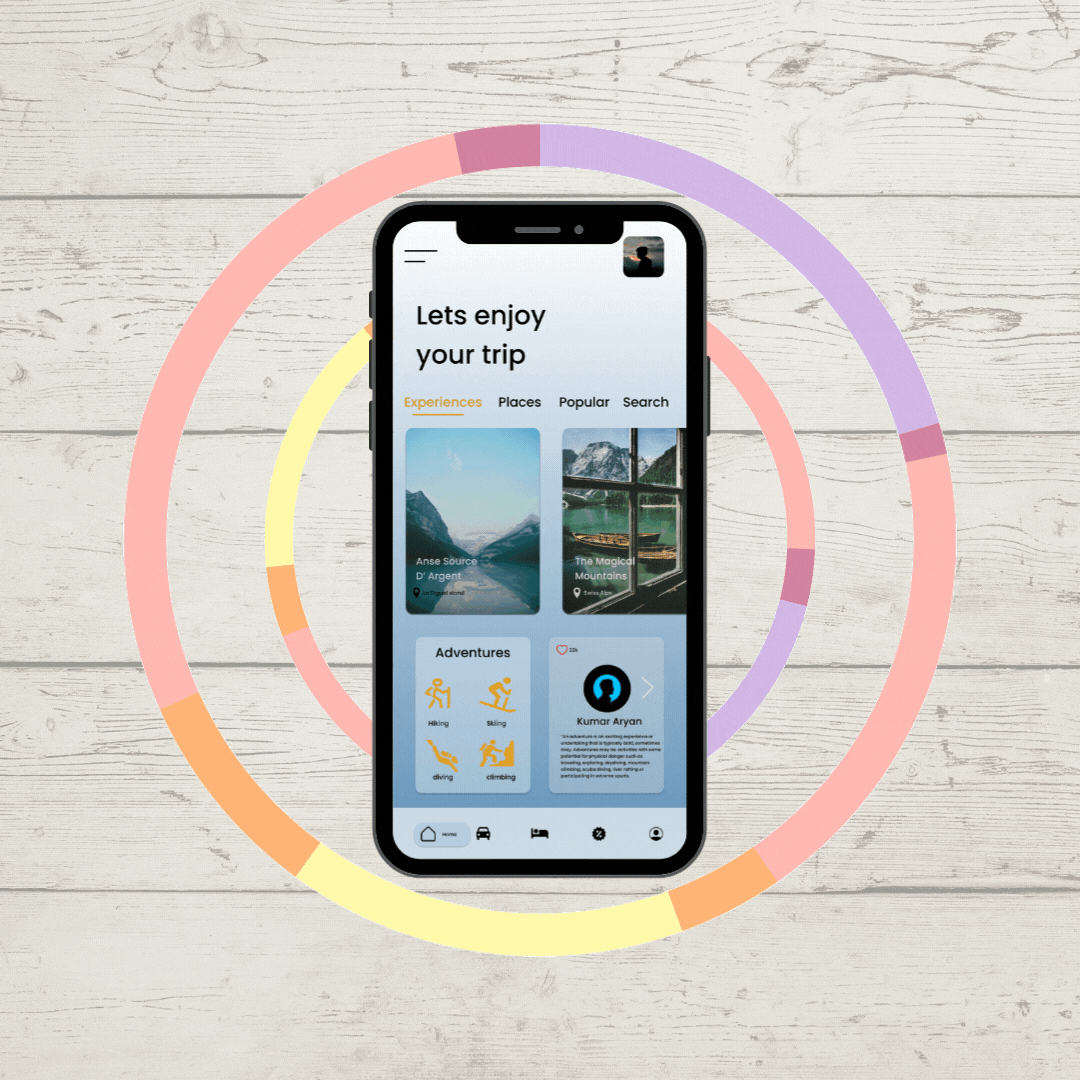 Lets enjoy
your trip
Experiences Places Popular Search
Anse Source
D' Argent
La Digued island
The Magical
Mountains
Swiss Alps
Adventures
Hiking
Skiing
diving
climbing
22k
Kumar Aryan
"An adventure is an exciting experience or
undertaking that is typically bold, sometimes
risky. Adventures may be activities with some
potential for physical danger such as
traveling, exploring, skydiving, mountain
climbing, scuba diving, river rafting or
participating in extreme sports.
Home